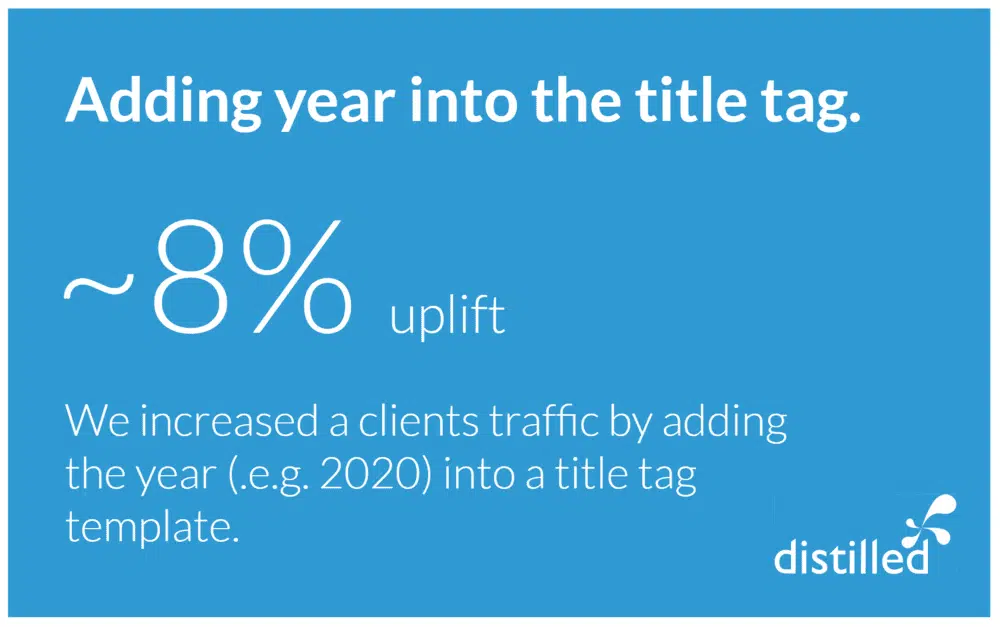 Adding year into the title tag.
~8% uplift
We increased a clients traffic by adding
the year (.e.g. 2020) into a title tag
template.
distilled